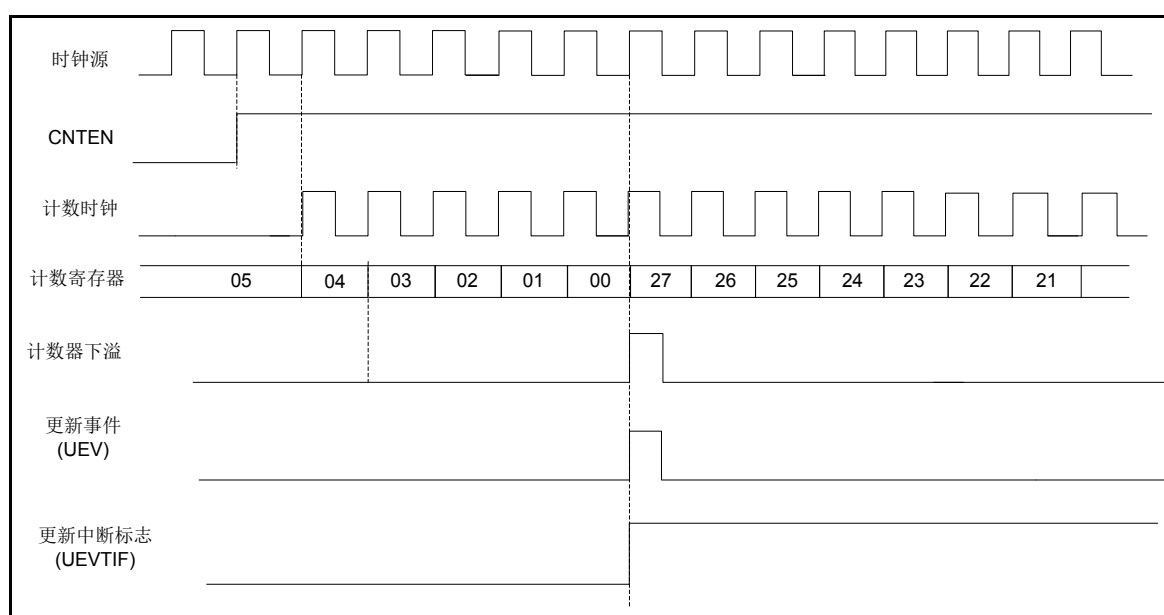 时钟源
CNTEN
计数时钟
计数寄存器 05 04 03 02 01 00 27 26 25 24 23 22 21
计数器下溢
更新事件
(UEV)
更新中断标志
(UEVTIF)